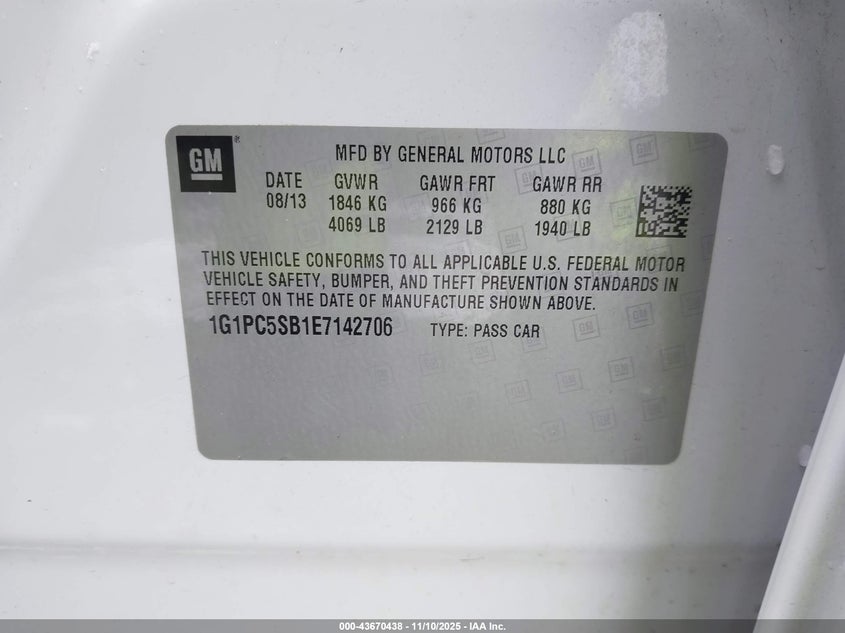 GM
MFD BY GENERAL MOTORS LLC
DATE GVWR GAWR FRT GAWR RR
08/13 1846 KG 966 KG 880 KG
4069 LB 2129 LB 1940 LB
THIS VEHICLE CONFORMS TO ALL APPLICABLE U.S. FEDERAL MOTOR
VEHICLE SAFETY, BUMPER, AND THEFT PREVENTION STANDARDS IN
EFFECT ON THE DATE OF MANUFACTURE SHOWN ABOVE.
1G1PC5SB1E7142706 TYPE: PASS CAR
000-43670438 - 11/10/2025 - IAA Inc.